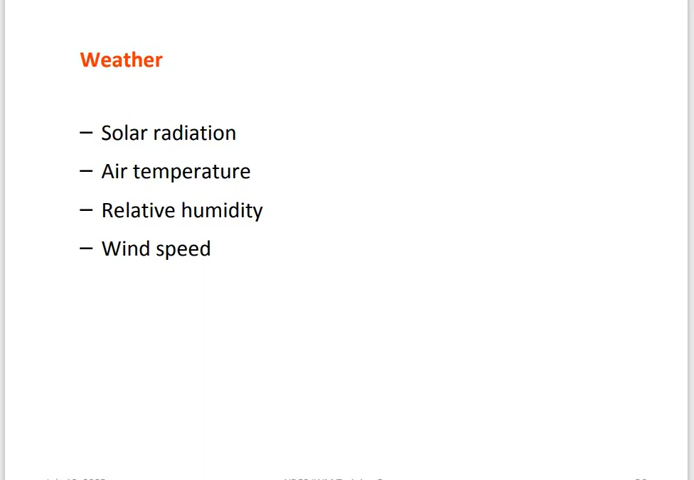 Weather
– Solar radiation
– Air temperature
– Relative humidity
– Wind speed